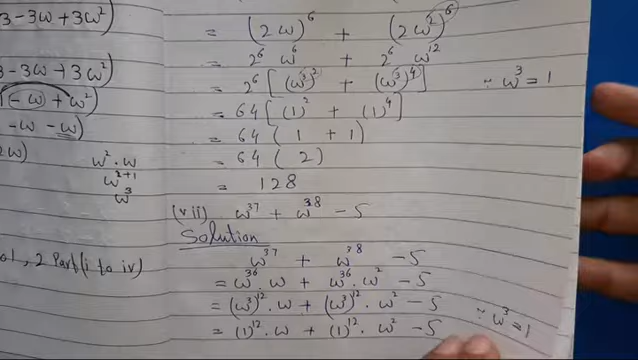 3 - 3ω + 3ω²)
- 3ω + 3ω²)
- ω + ω²)
- ω - ω)
2ω)
ω² . ω
ω²⁺¹
ω³
1, 2 Part (i to iv)
= (2ω)⁶ + (2ω²)⁶
= 2⁶ ω⁶ + 2⁶ ω¹²
= 2⁶ [(ω³)² + (ω³)⁴] ∵ ω³ = 1
= 64 [(1)² + (1)⁴]
= 64 ( 1 + 1)
= 64 ( 2)
= 128
(vii) ω³⁷ + ω³⁸ - 5
Solution
ω³⁷ + ω³⁸ - 5
= ω³⁶ . ω + ω³⁶ . ω² - 5
= (ω³)¹² . ω + (ω³)¹² . ω² - 5
= (1)¹² . ω + (1)¹² . ω² - 5 ∵ ω³ = 1